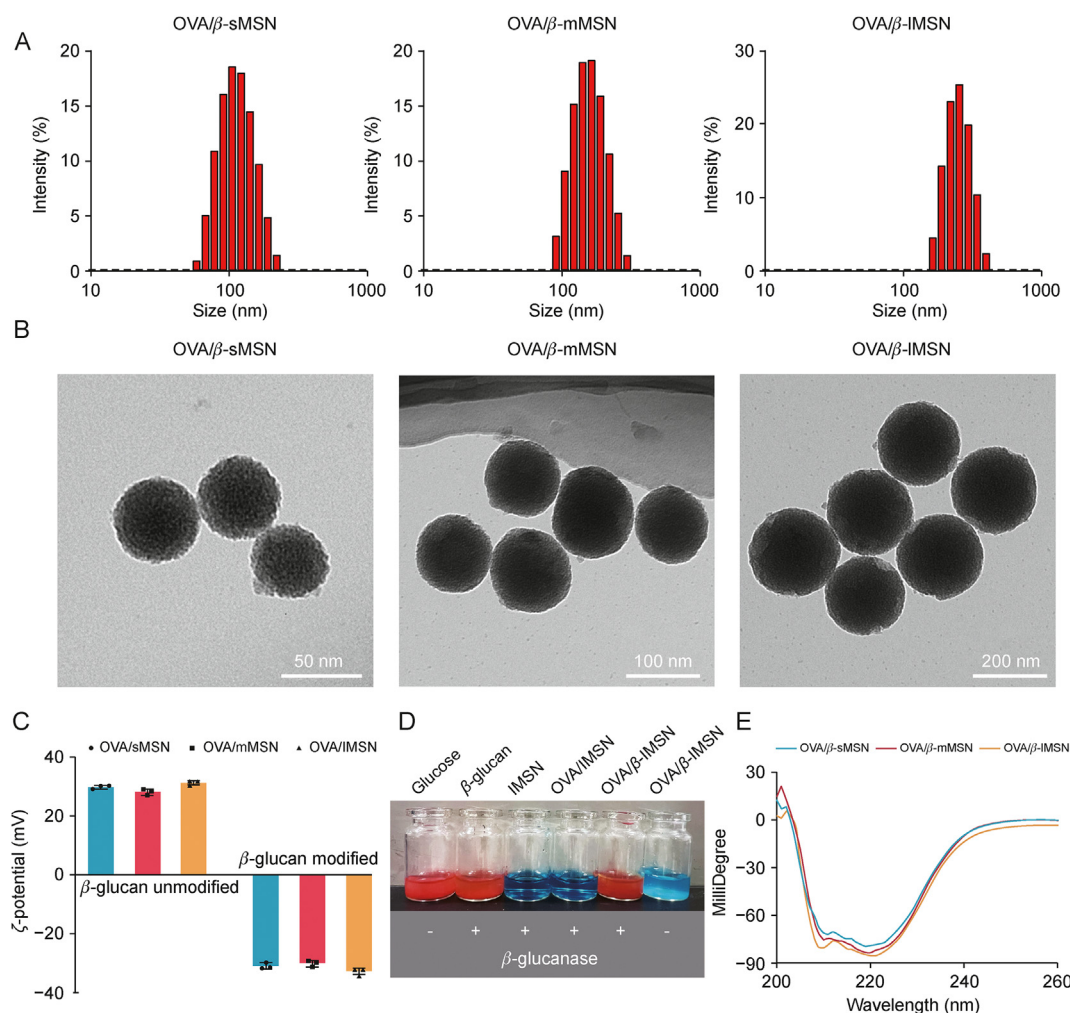 A
OVA/β-sMSN
OVA/β-mMSN
OVA/β-lMSN
Intensity (%)
20
15
10
5
0
10
100
1000
Size (nm)
Intensity (%)
20
15
10
5
0
10
100
1000
Size (nm)
Intensity (%)
30
20
10
0
10
100
1000
Size (nm)
B
OVA/β-sMSN
OVA/β-mMSN
OVA/β-lMSN
50 nm
100 nm
200 nm
C
OVA/sMSN
OVA/mMSN
OVA/lMSN
ζ-potential (mV)
40
20
0
−20
−40
β-glucan modified
β-glucan unmodified
D
Glucose
β-glucan
lMSN
OVA/lMSN
OVA/β-lMSN
OVA/β-lMSN
- + + + + -
β-glucanase
E
OVA/β-sMSN
OVA/β-mMSN
OVA/β-lMSN
MilliDegree
30
0
−30
−60
−90
200
220
240
260
Wavelength (nm)